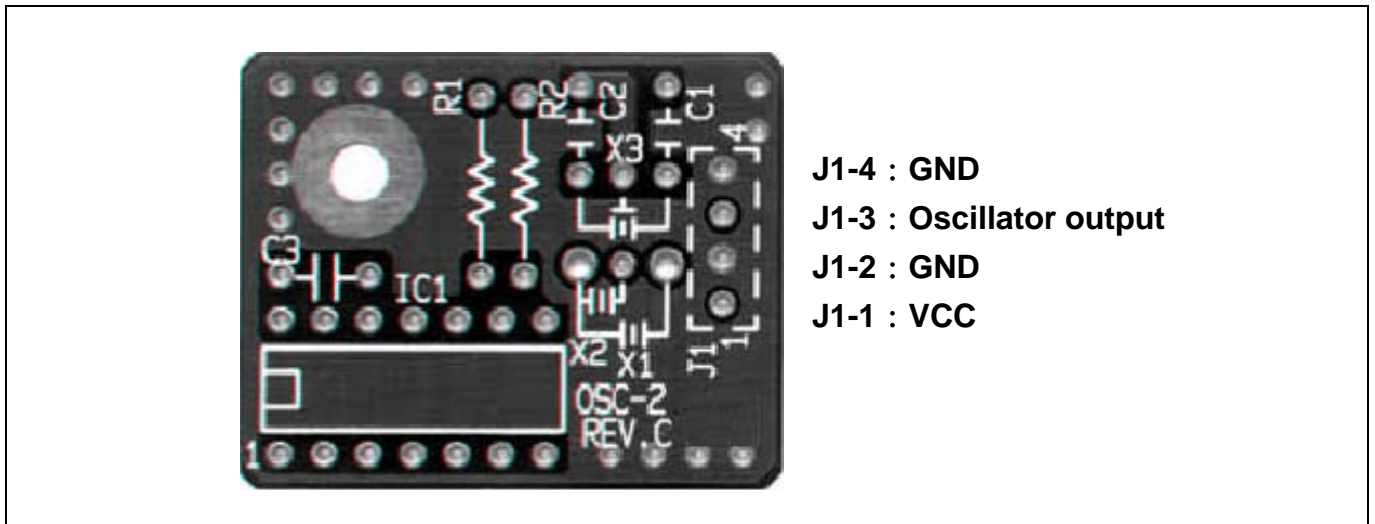 R1
R2
C2
C1
X3
4
J1-4 : GND
J1-3 : Oscillator output
J1-2 : GND
J1-1 : VCC
C3
IC1
X2
X1
J1
1
OSC-2
REV.C
1